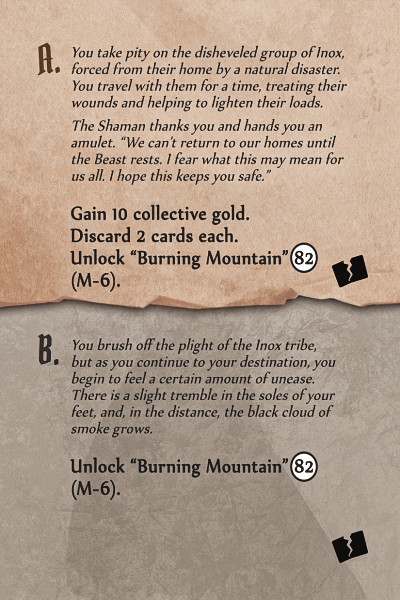 A. You take pity on the disheveled group of Inox,
forced from their home by a natural disaster.
You travel with them for a time, treating their
wounds and helping to lighten their loads.
The Shaman thanks you and hands you an
amulet. “We can’t return to our homes until
the Beast rests. I fear what this may mean for
us all. I hope this keeps you safe.”
Gain 10 collective gold.
Discard 2 cards each.
Unlock “Burning Mountain” 82
(M-6).
B. You brush off the plight of the Inox tribe,
but as you continue to your destination, you
begin to feel a certain amount of unease.
There is a slight tremble in the soles of your
feet, and, in the distance, the black cloud of
smoke grows.
Unlock “Burning Mountain” 82
(M-6).